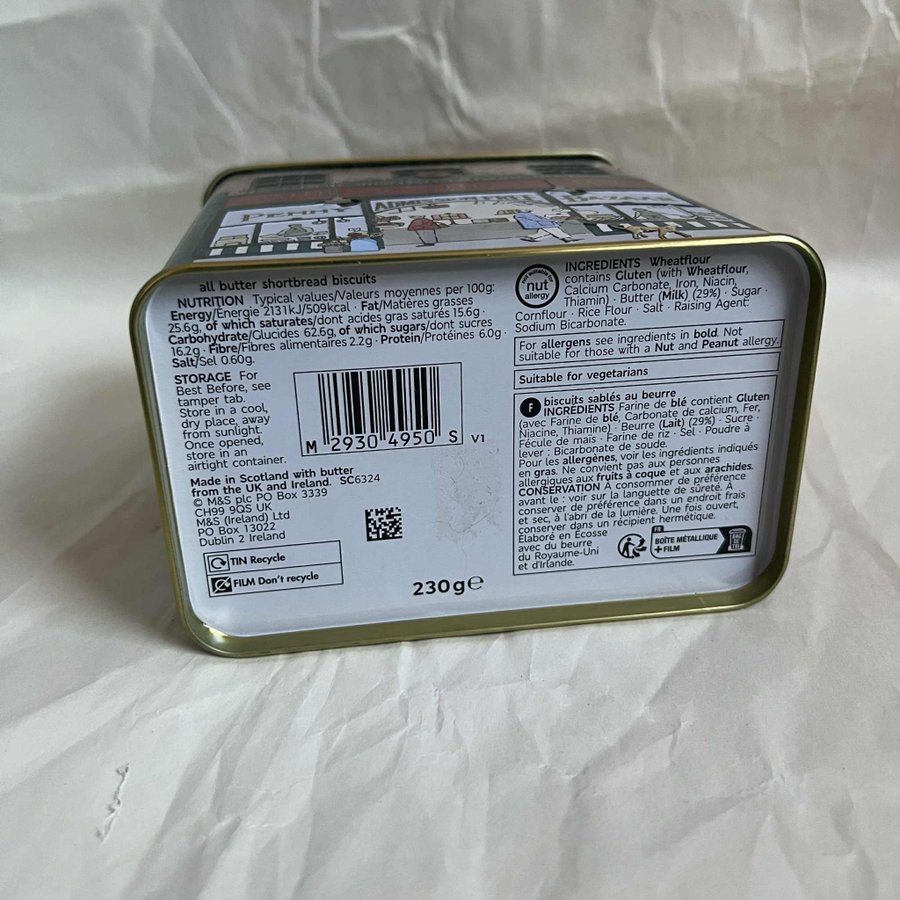 PENNY
all butter shortbread biscuits
NUTRITION Typical values/Valeurs moyennes per 100g:
Energy/Énergie 2131kJ/509kcal · Fat/Matières grasses
25.6g, of which saturates/dont acides gras saturés 15.6g ·
Carbohydrate/Glucides 62.6g, of which sugars/dont sucres
16.2g · Fibre/Fibres alimentaires 2.2g · Protein/Protéines 6.0g ·
Salt/Sel 0.60g.
STORAGE For
Best Before, see
tamper tab.
Store in a cool,
dry place, away
from sunlight.
Once opened,
store in an
airtight container.
M 2930 4950 S V1
Made in Scotland with butter
from the UK and Ireland. SC6324
© M&S plc PO Box 3339
CH99 9QS UK
M&S (Ireland) Ltd
PO Box 13022
Dublin 2 Ireland
TIN Recycle
FILM Don't recycle
230g℮
not suitable for
nut
allergy
INGREDIENTS Wheatflour
contains Gluten (with Wheatflour,
Calcium Carbonate, Iron, Niacin,
Thiamin) · Butter (Milk) (29%) · Sugar ·
Cornflour · Rice Flour · Salt · Raising Agent:
Sodium Bicarbonate.
For allergens see ingredients in bold. Not
suitable for those with a Nut and Peanut allergy.
Suitable for vegetarians
F biscuits sablés au beurre
INGREDIENTS Farine de blé contient Gluten
(avec Farine de blé, Carbonate de calcium, Fer,
Niacine, Thiamine) · Beurre (Lait) (29%) · Sucre ·
Fécule de maïs · Farine de riz · Sel · Poudre à
lever : Bicarbonate de soude.
Pour les allergènes, voir les ingrédients indiqués
en gras. Ne convient pas aux personnes
allergiques aux fruits à coque et aux arachides.
CONSERVATION À consommer de préférence
avant le : voir sur la languette de sûreté. À
conserver de préférence dans un endroit frais
et sec, à l'abri de la lumière. Une fois ouvert,
conserver dans un récipient hermétique.
Élaboré en Écosse
avec du beurre
du Royaume-Uni
et d'Irlande.
FR
BOÎTE MÉTALLIQUE
+ FILM
BAC DE TRI